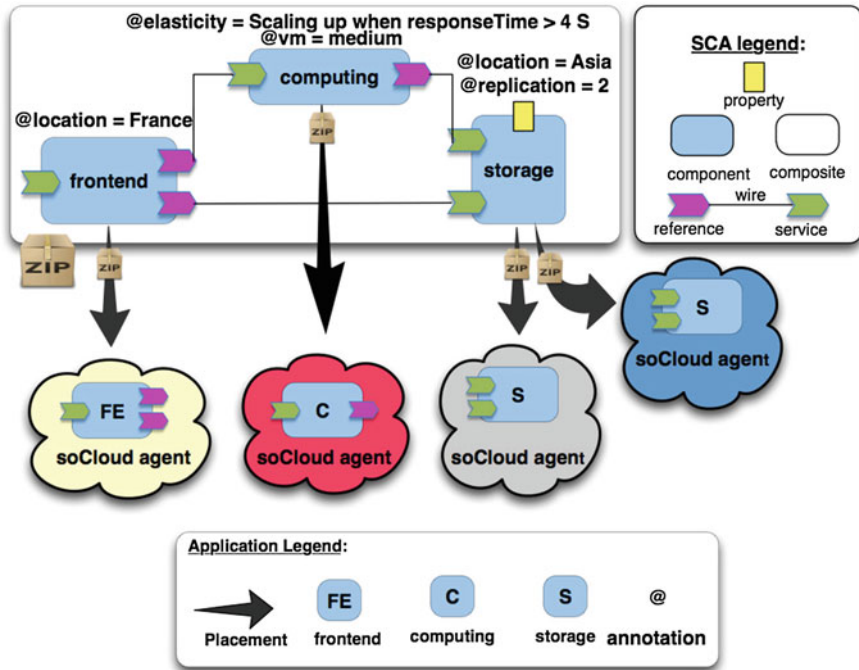 @elasticity = Scaling up when responseTime > 4 S
@vm = medium
computing
@location = Asia
@replication = 2
@location = France
ZIP
frontend
storage
ZIP
ZIP
ZIP
ZIP
ZIP
SCA legend:
property
component
composite
wire
reference
service
S
soCloud agent
FE
soCloud agent
C
soCloud agent
S
soCloud agent
Application Legend:
FE
C
S
@
Placement
frontend
computing
storage
annotation